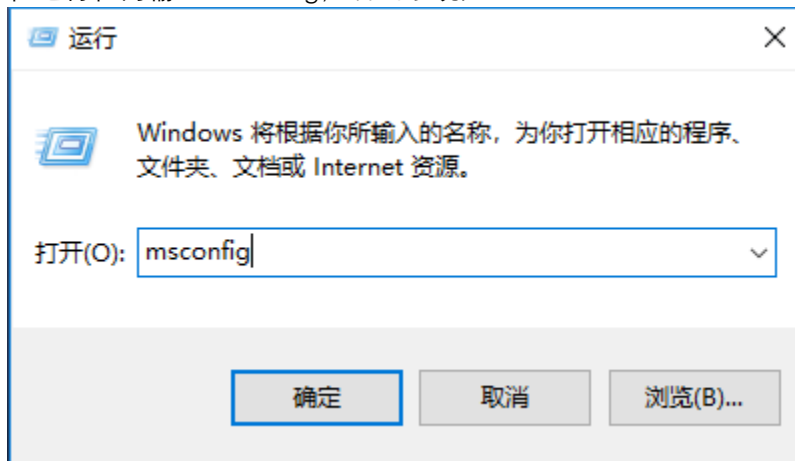 运行
Windows 将根据你所输入的名称，为你打开相应的程序、
文件夹、文档或 Internet 资源。
打开(O): msconfig
确定 取消 浏览(B)...